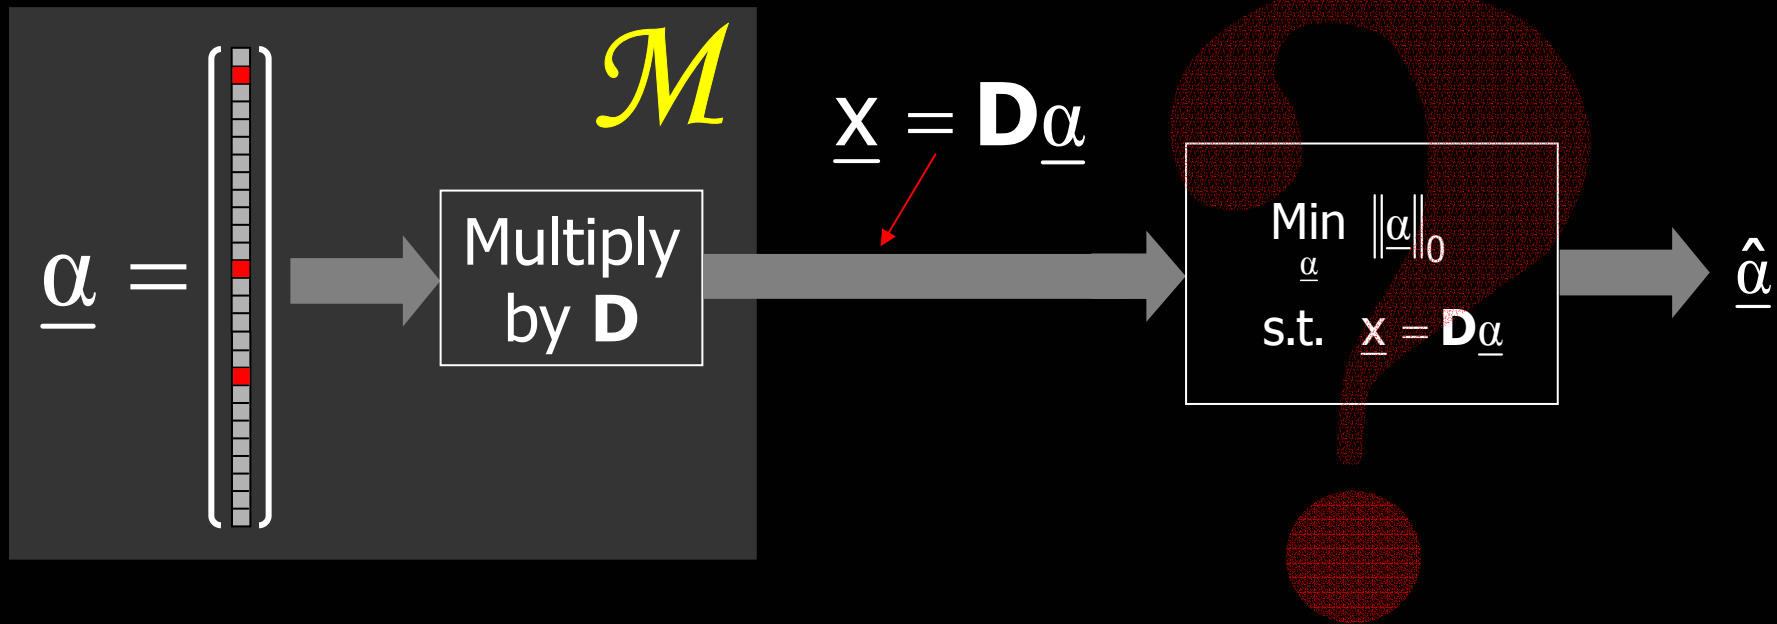 α =
ℳ
Multiply
by D
x = Dα
Min ‖α‖₀
α
s.t. x = Dα
α̂
?